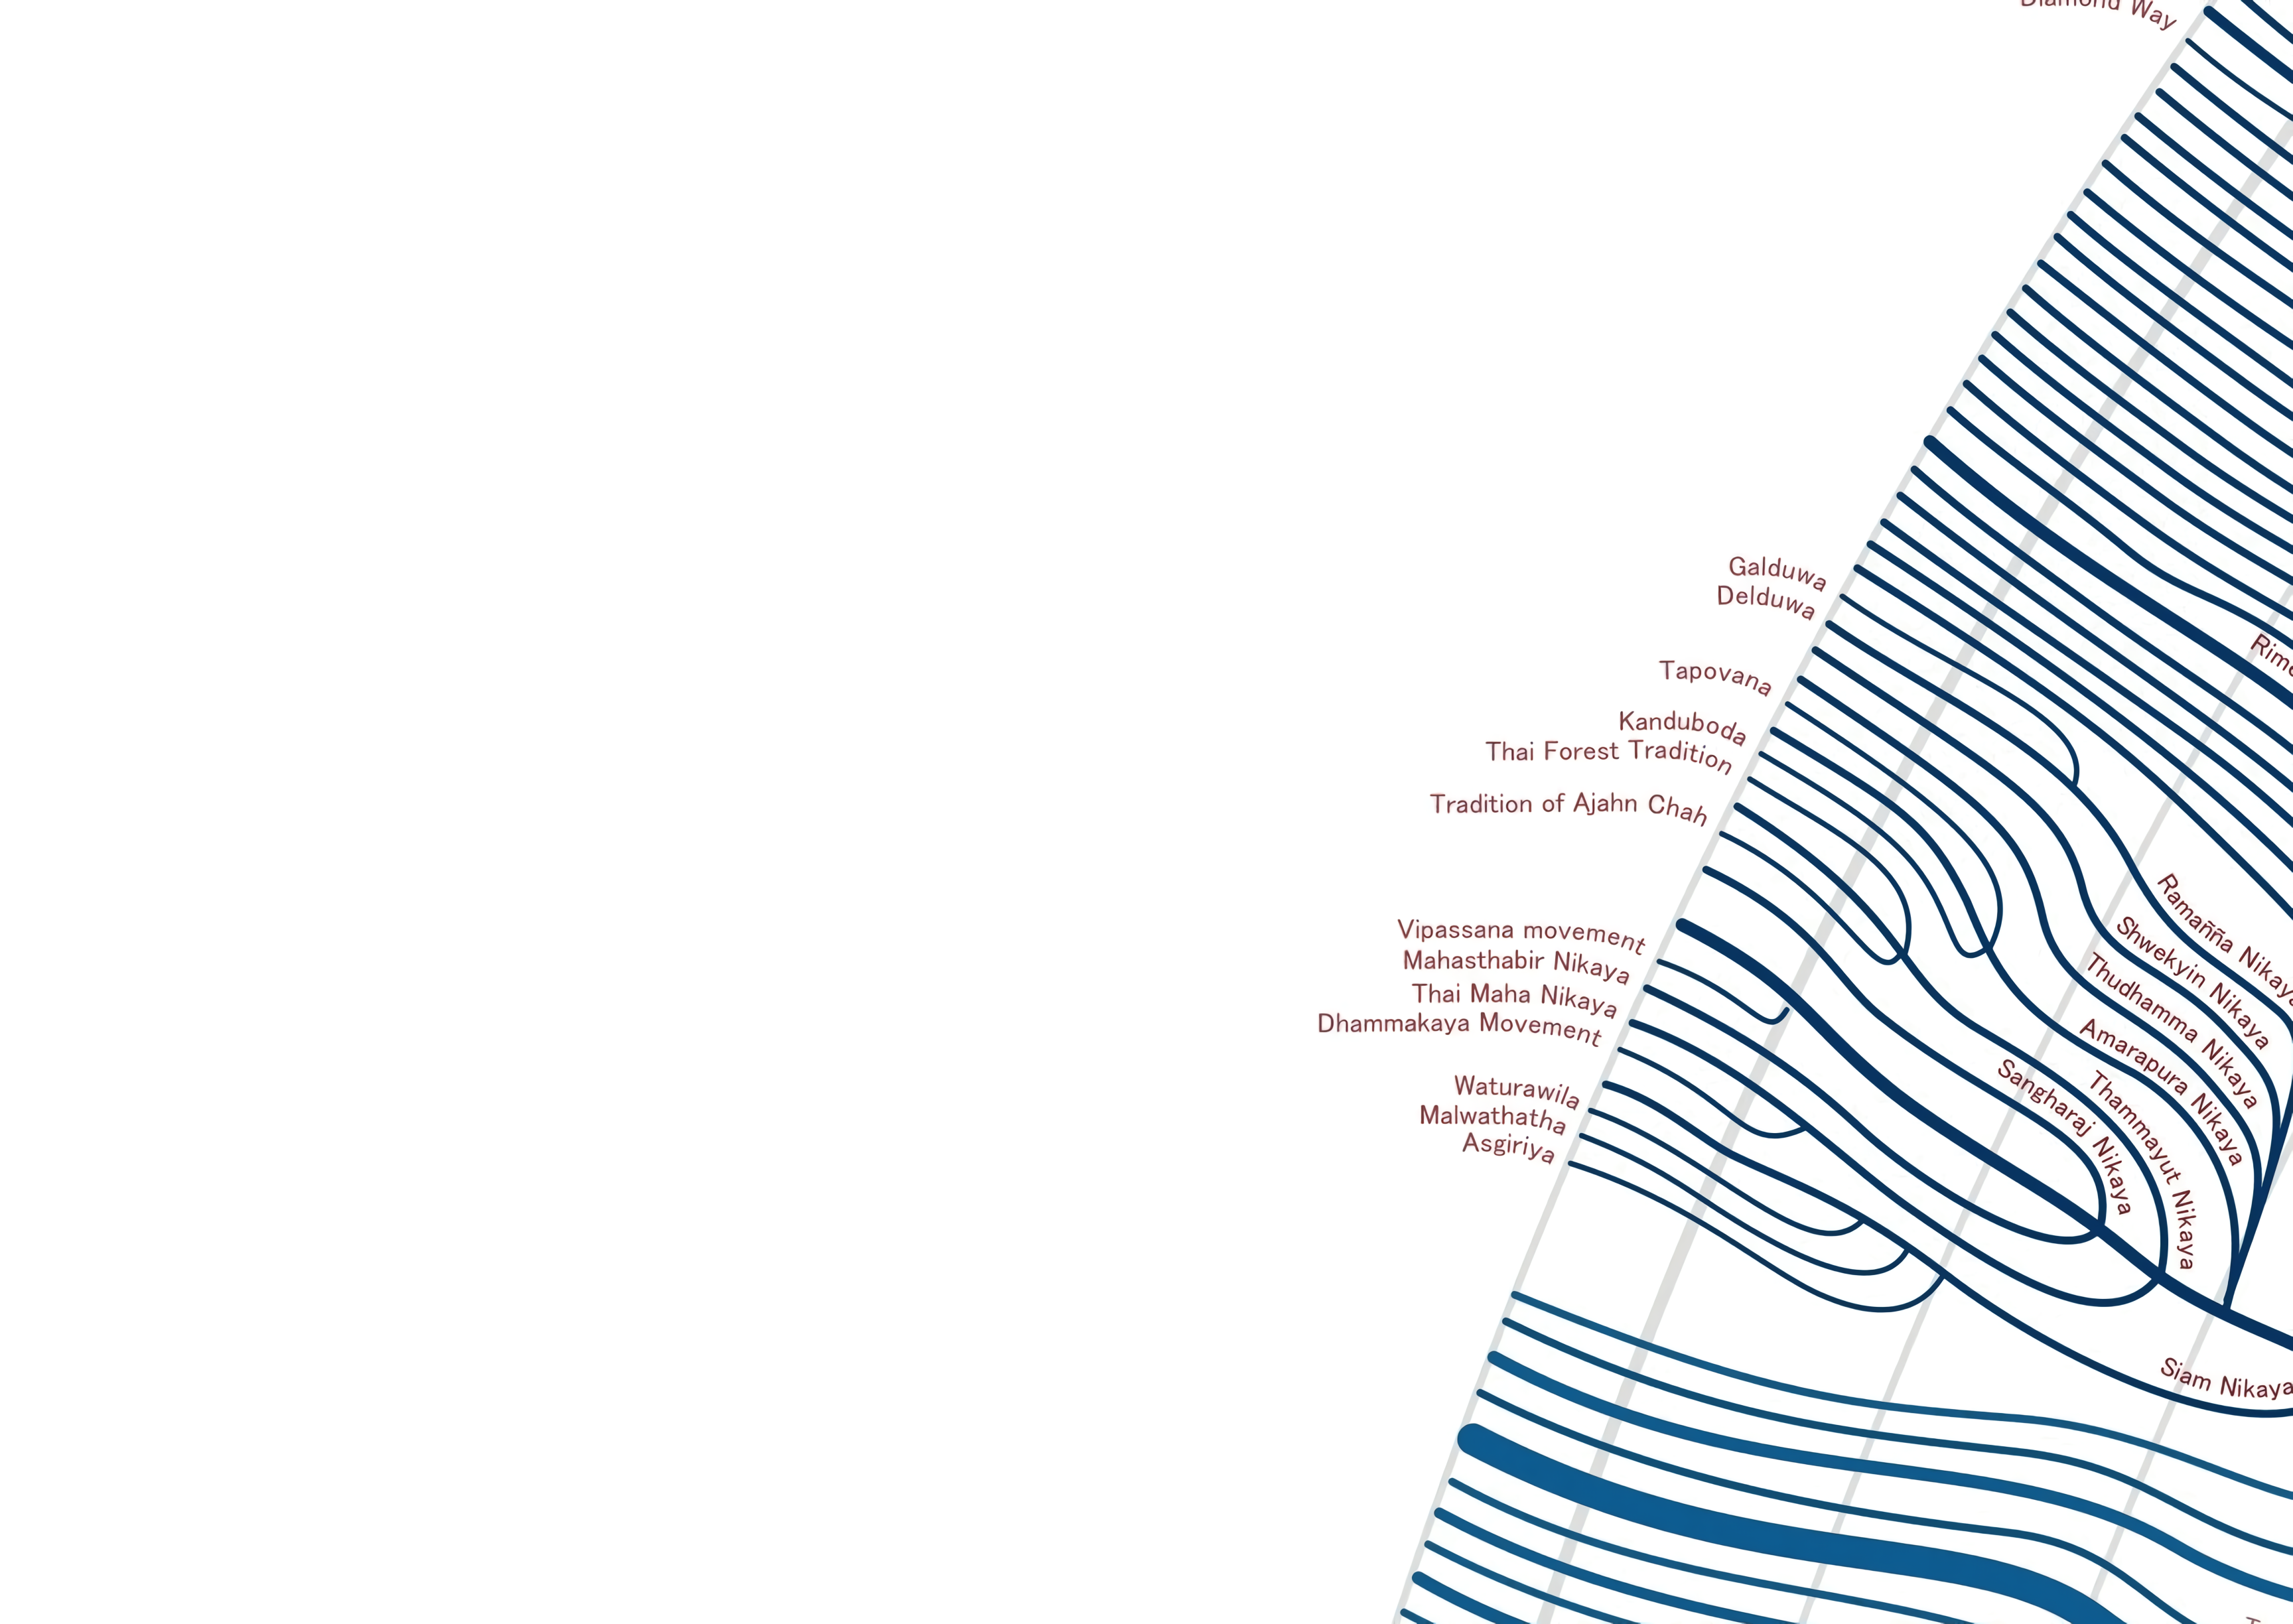 Diamond Way
Galduwa
Delduwa
Tapovana
Kanduboda
Thai Forest Tradition
Tradition of Ajahn Chah
Vipassana movement
Mahasthabir Nikaya
Thai Maha Nikaya
Dhammakaya Movement
Waturawila
Malwathatha
Asgiriya
Ramañña Nikaya
Shwekyin Nikaya
Thudhamma Nikaya
Amarapura Nikaya
Thammayut Nikaya
Sangharaj Nikaya
Siam Nikaya